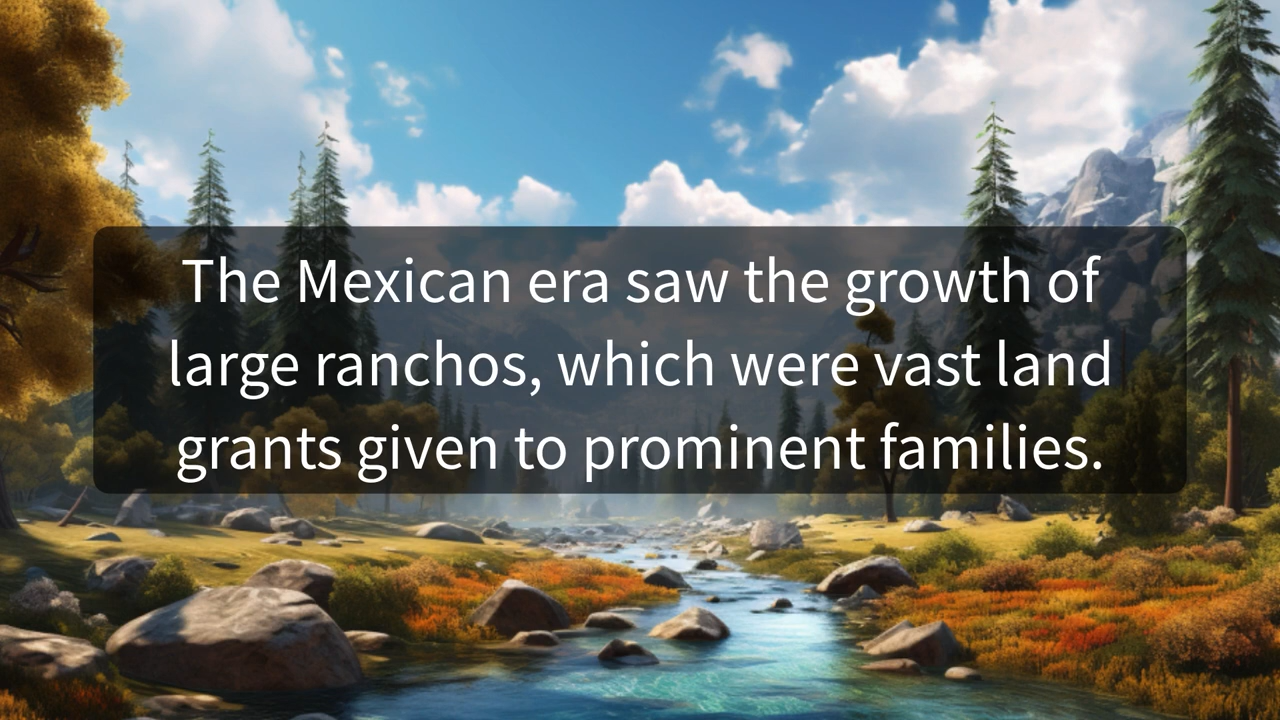 The Mexican era saw the growth of
large ranchos, which were vast land
grants given to prominent families.